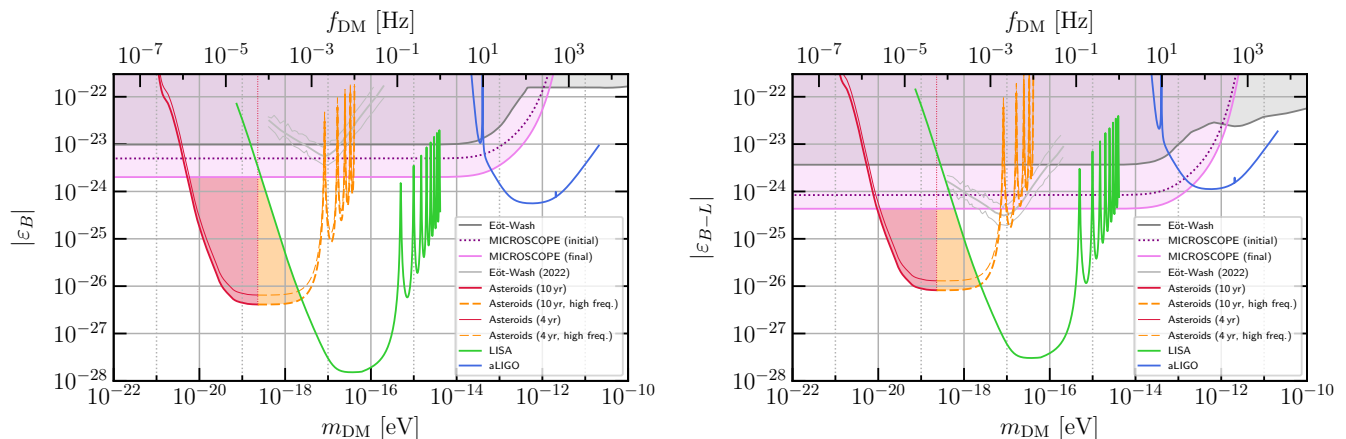 f_DM [Hz]
10^-7 10^-5 10^-3 10^-1 10^1 10^3
|ε_B|
10^-22
10^-23
10^-24
10^-25
10^-26
10^-27
10^-28
Eöt-Wash
MICROSCOPE (initial)
MICROSCOPE (final)
Eöt-Wash (2022)
Asteroids (10 yr)
Asteroids (10 yr, high freq.)
Asteroids (4 yr)
Asteroids (4 yr, high freq.)
LISA
aLIGO
10^-22 10^-20 10^-18 10^-16 10^-14 10^-12 10^-10
m_DM [eV]
f_DM [Hz]
10^-7 10^-5 10^-3 10^-1 10^1 10^3
|ε_B-L|
10^-22
10^-23
10^-24
10^-25
10^-26
10^-27
10^-28
Eöt-Wash
MICROSCOPE (initial)
MICROSCOPE (final)
Eöt-Wash (2022)
Asteroids (10 yr)
Asteroids (10 yr, high freq.)
Asteroids (4 yr)
Asteroids (4 yr, high freq.)
LISA
aLIGO
10^-22 10^-20 10^-18 10^-16 10^-14 10^-12 10^-10
m_DM [eV]